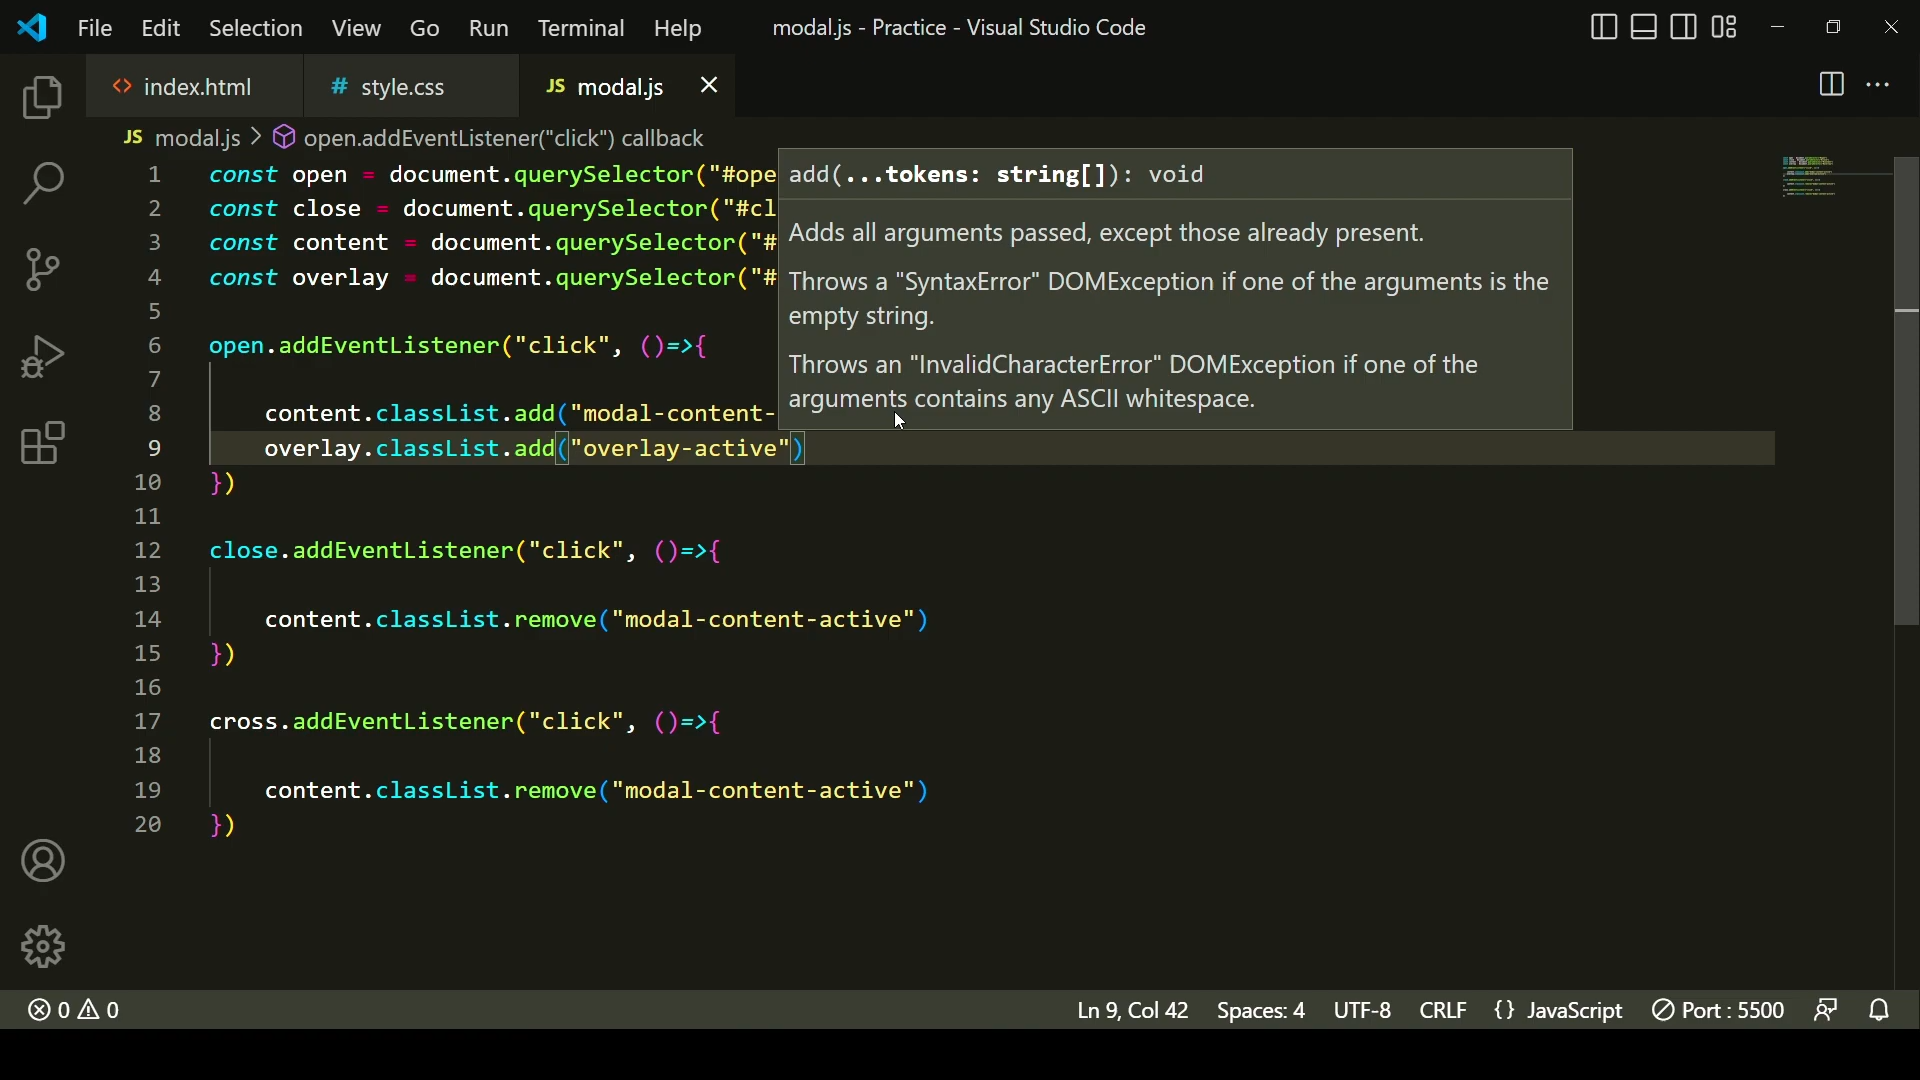 File Edit Selection View Go Run Terminal Help modal.js - Practice - Visual Studio Code
<> index.html # style.css JS modal.js
JS modal.js > open.addEventListener("click") callback
1 const open = document.querySelector("#ope
2 const close = document.querySelector("#cl
3 const content = document.querySelector("#
4 const overlay = document.querySelector("#
add(...tokens: string[]): void
Adds all arguments passed, except those already present.
Throws a "SyntaxError" DOMException if one of the arguments is the
empty string.
Throws an "InvalidCharacterError" DOMException if one of the
arguments contains any ASCII whitespace.
5
6 open.addEventListener("click", ()=>{
7
8 content.classList.add("modal-content-
9 overlay.classList.add("overlay-active")
10 })
11
12 close.addEventListener("click", ()=>{
13
14 content.classList.remove("modal-content-active")
15 })
16
17 cross.addEventListener("click", ()=>{
18
19 content.classList.remove("modal-content-active")
20 })
0 0 Ln 9, Col 42 Spaces: 4 UTF-8 CRLF {} JavaScript Port : 5500